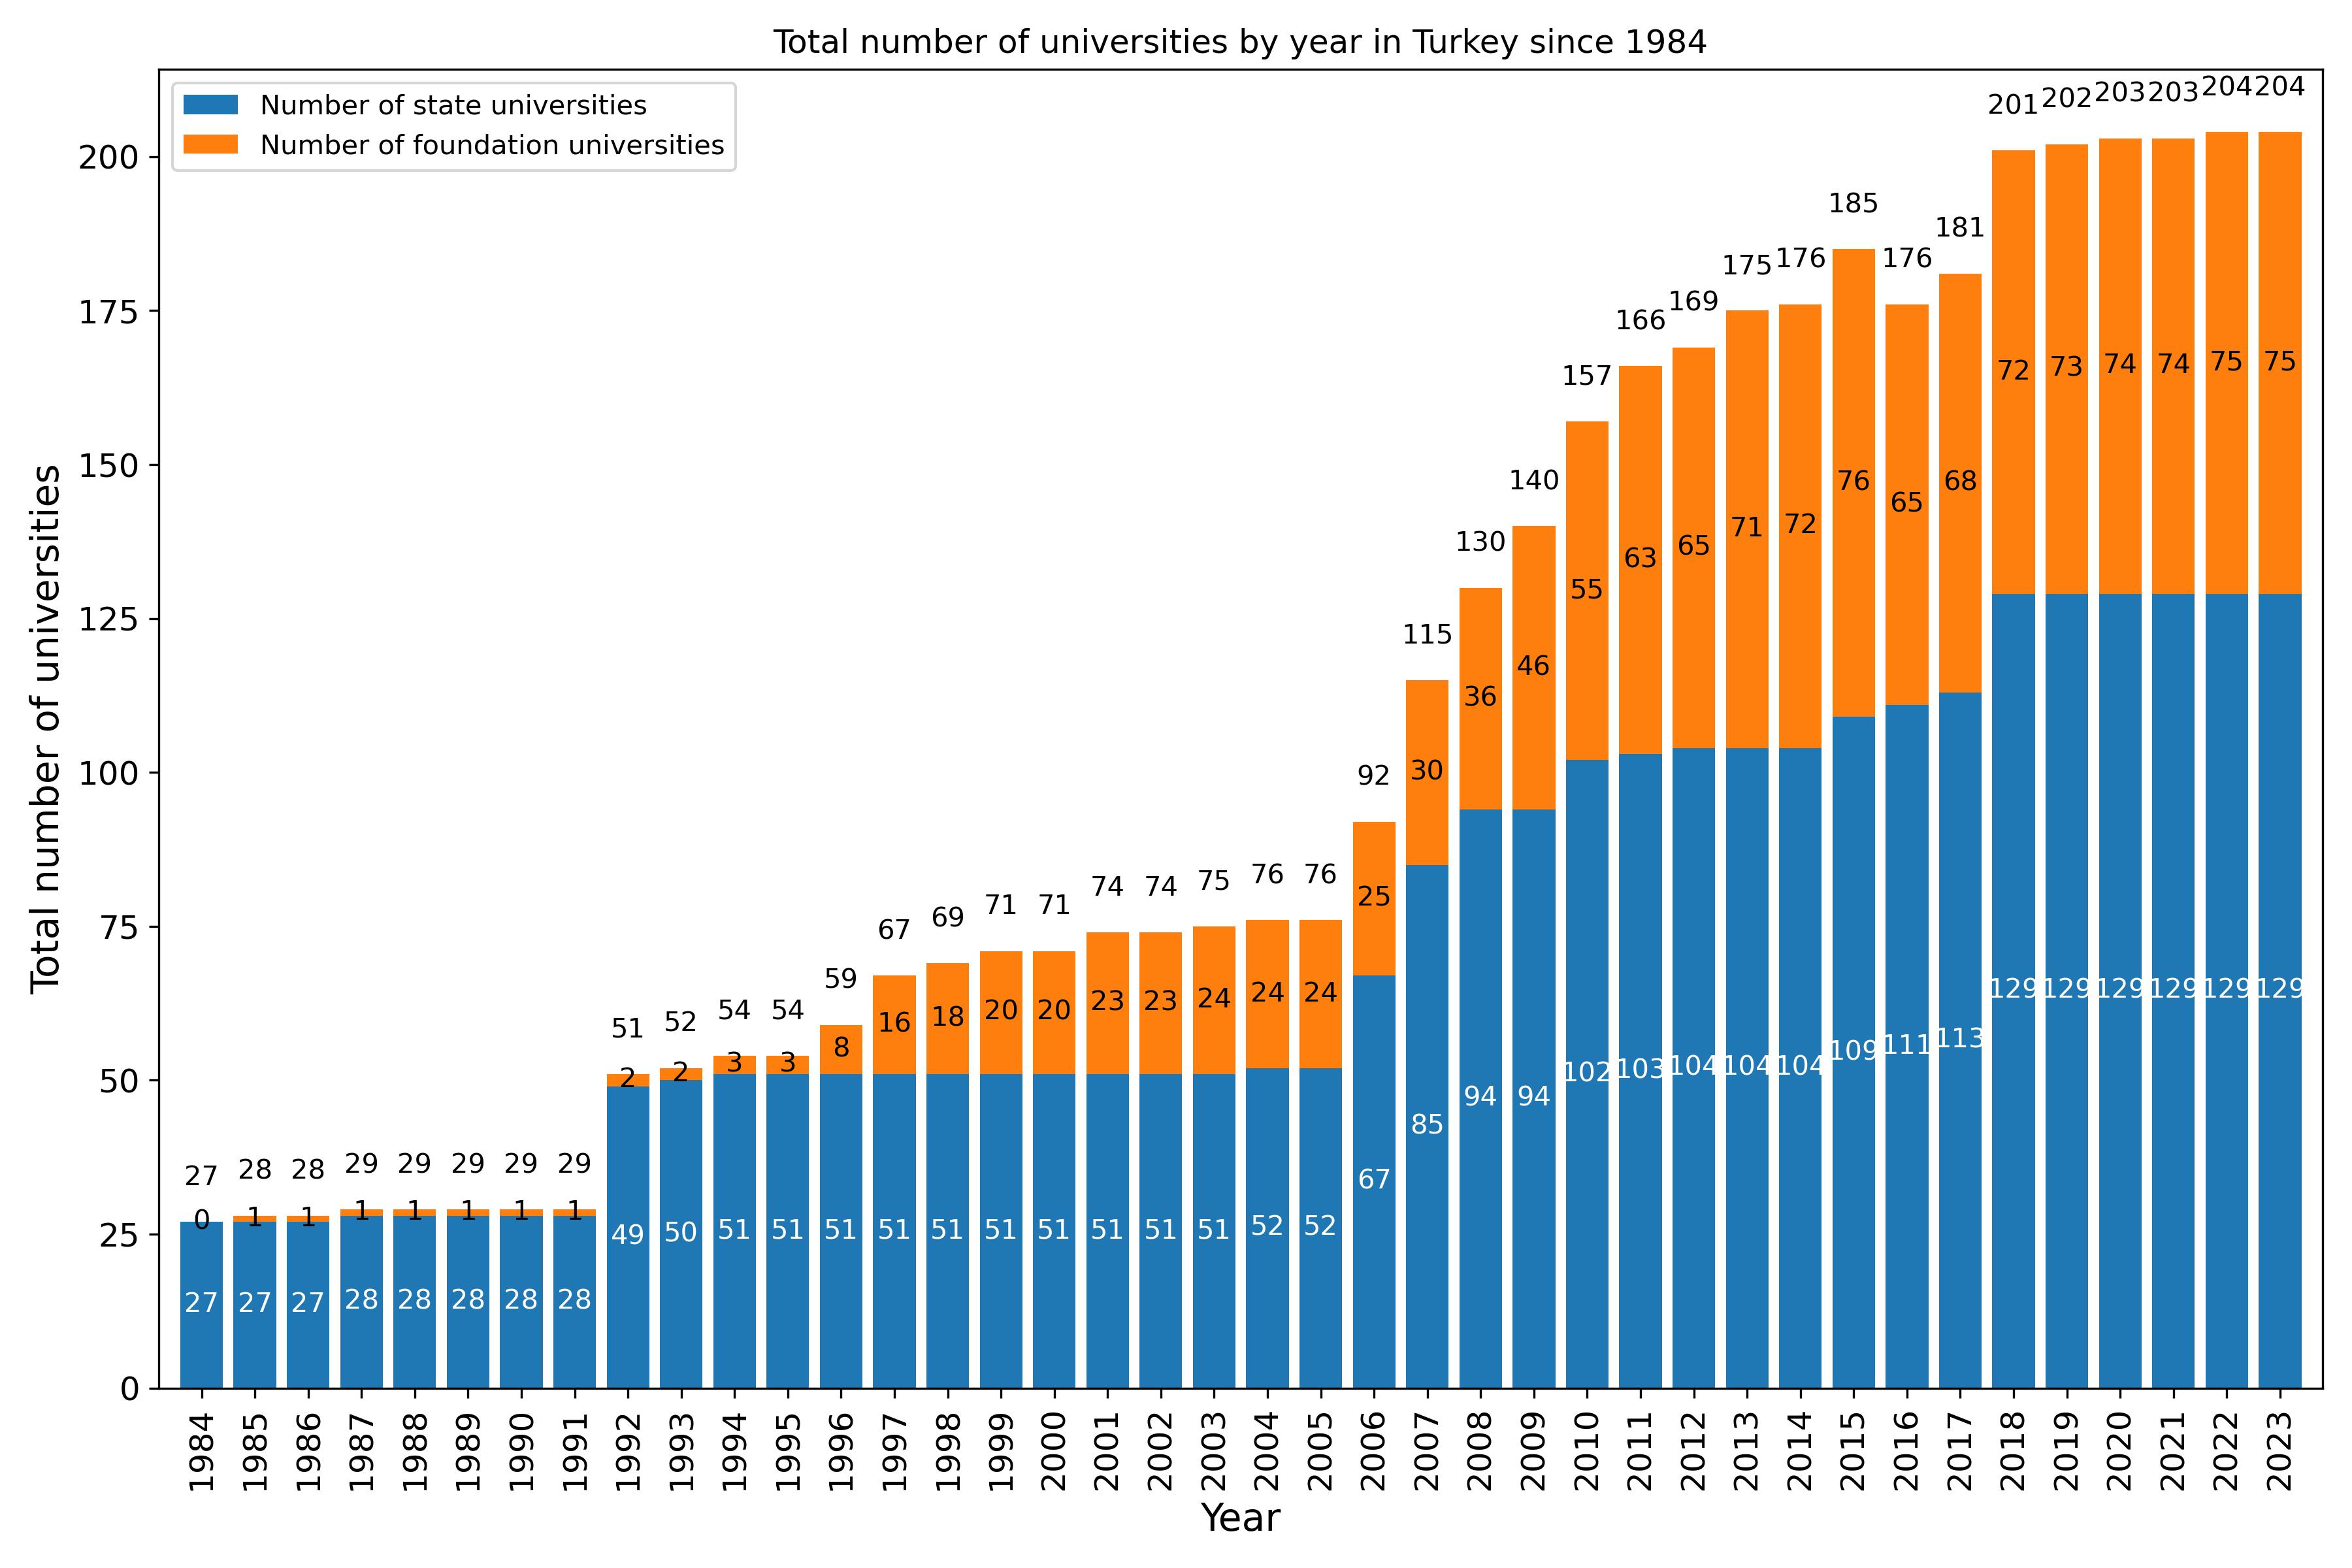 Total number of universities by year in Turkey since 1984
Number of state universities
Number of foundation universities
Total number of universities
200
175
150
125
100
75
50
25
0
27 28 28 29 29 29 29 29 51 52 54 54 59 67 69 71 71 74 74 75 76 76 92 115 130 140 157 166 169 175 176 185 176 181 201 202 203 203 204 204
0 1 1 1 1 1 1 1 2 2 3 3 8 16 18 20 20 23 23 24 24 24 25 30 36 46 55 63 65 71 72 76 65 68 72 73 74 74 75 75
27 27 27 28 28 28 28 28 49 50 51 51 51 51 51 51 51 51 51 51 52 52 67 85 94 94 102 103 104 104 104 109 111 113 129 129 129 129 129 129
1984 1985 1986 1987 1988 1989 1990 1991 1992 1993 1994 1995 1996 1997 1998 1999 2000 2001 2002 2003 2004 2005 2006 2007 2008 2009 2010 2011 2012 2013 2014 2015 2016 2017 2018 2019 2020 2021 2022 2023
Year